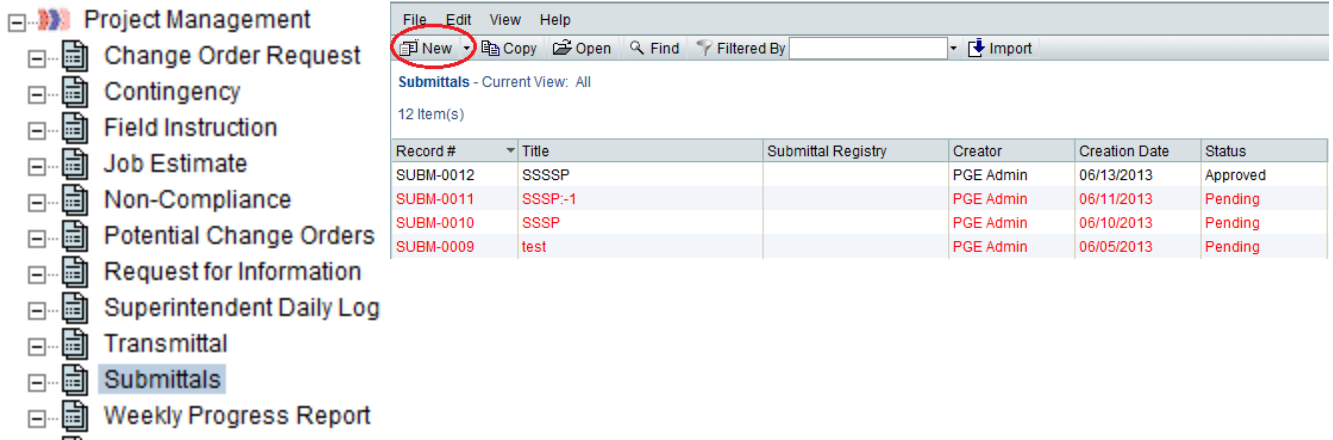 Project Management
Change Order Request
Contingency
Field Instruction
Job Estimate
Non-Compliance
Potential Change Orders
Request for Information
Superintendent Daily Log
Transmittal
Submittals
Weekly Progress Report
File Edit View Help
New Copy Open Find Filtered By Import
Submittals - Current View: All
12 Item(s)
Record # Title Submittal Registry Creator Creation Date Status
SUBM-0012 SSSSP PGE Admin 06/13/2013 Approved
SUBM-0011 SSSP:-1 PGE Admin 06/11/2013 Pending
SUBM-0010 SSSP PGE Admin 06/10/2013 Pending
SUBM-0009 test PGE Admin 06/05/2013 Pending